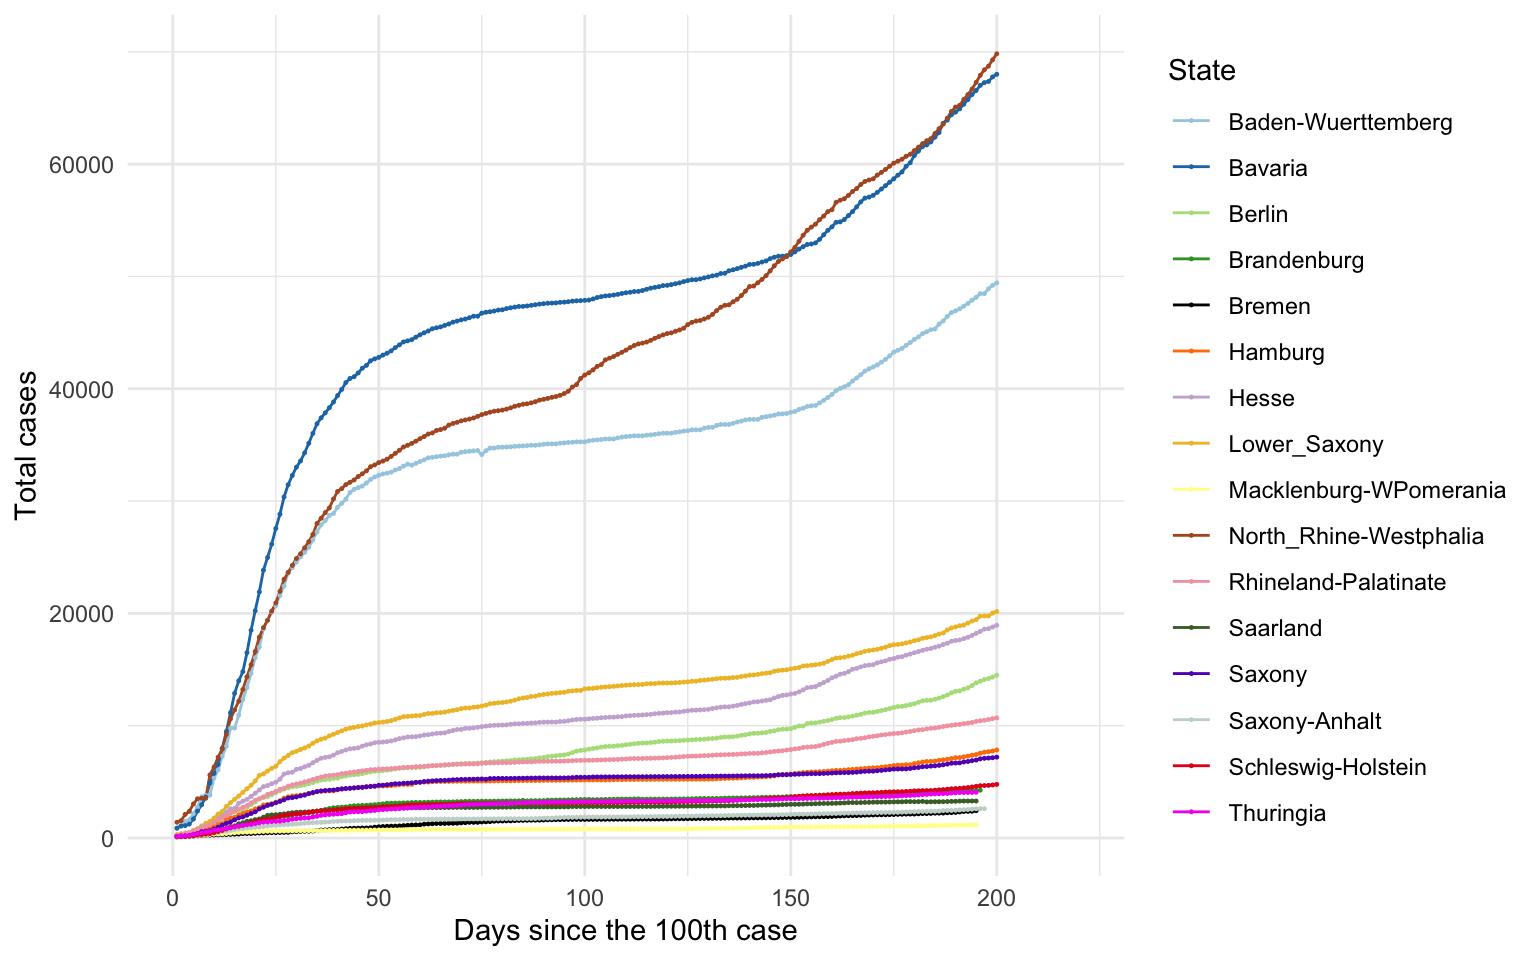 Total cases
60000
40000
20000
0
0 50 100 150 200
Days since the 100th case
State
Baden-Wuerttemberg
Bavaria
Berlin
Brandenburg
Bremen
Hamburg
Hesse
Lower_Saxony
Macklenburg-WPomerania
North_Rhine-Westphalia
Rhineland-Palatinate
Saarland
Saxony
Saxony-Anhalt
Schleswig-Holstein
Thuringia